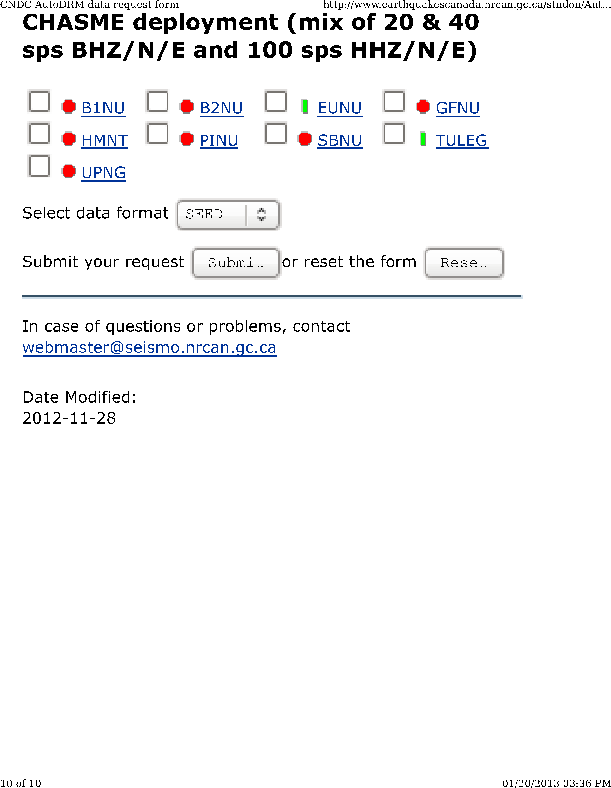 CNDC AutoDRM data request form http://www.earthquakescanada.nrcan.gc.ca/stndon/Aut...
CHASME deployment (mix of 20 & 40
sps BHZ/N/E and 100 sps HHZ/N/E)
B1NU B2NU EUNU GFNU
HMNT PINU SBNU TULEG
UPNG
Select data format SEED
Submit your request Submi… or reset the form Rese…
In case of questions or problems, contact
webmaster@seismo.nrcan.gc.ca
Date Modified:
2012-11-28
10 of 10 01/20/2013 03:36 PM